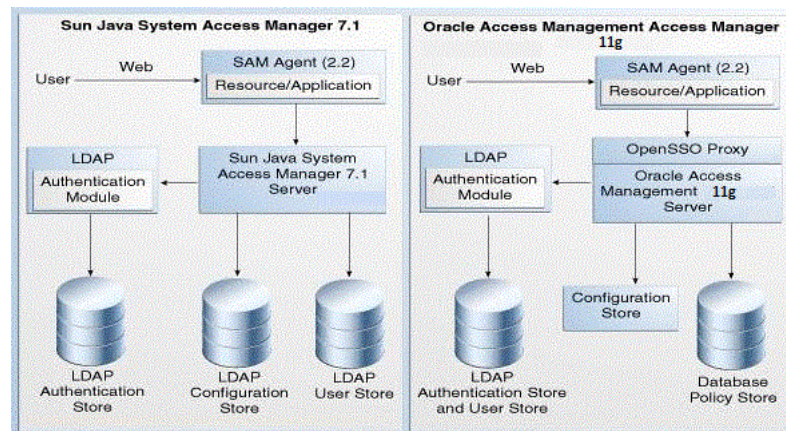 Sun Java System Access Manager 7.1
User
Web
SAM Agent (2.2)
Resource/Application
LDAP
Authentication
Module
Sun Java System
Access Manager 7.1
Server
LDAP
Authentication
Store
LDAP
Configuration
Store
LDAP
User Store
Oracle Access Management Access Manager
11g
User
Web
SAM Agent (2.2)
Resource/Application
LDAP
Authentication
Module
OpenSSO Proxy
Oracle Access
Management 11g
Server
Configuration
Store
LDAP
Authentication Store
and User Store
Database
Policy Store